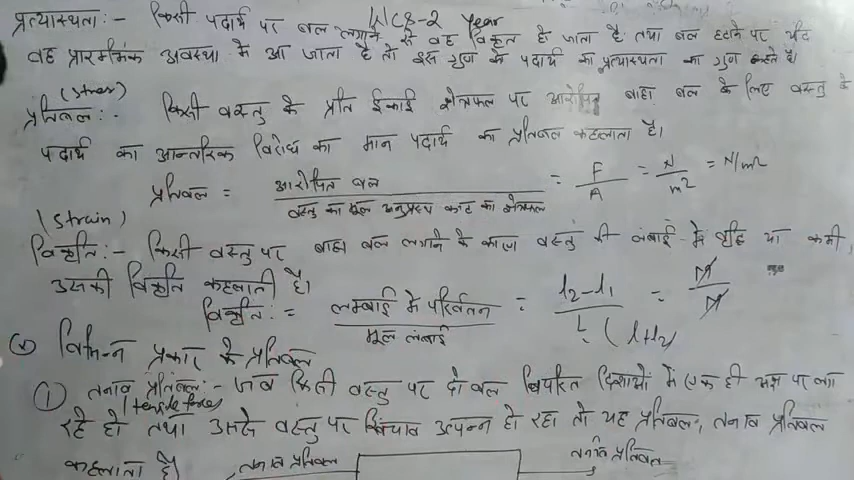 प्रत्यास्थता:- किसी पदार्थ पर बल लगाने से वह विकृत हो जाता है तथा बल हटाने पर यदि
वह प्रारम्भिक अवस्था मे आ जाता है तो इस गुण के पदार्थ का प्रत्यास्थता का गुण कहते है।
(Stress)
प्रतिबल:- किसी वस्तु के प्रति ईकाई क्षेत्रफल पर आरोपित बाहा बल के लिए वस्तु के
पदार्थ का आन्तरिक विरोध का मान पदार्थ का प्रतिबल कहलाता है।
प्रतिबल = आरोपित बल / वस्तु का मूल अनुप्रस्थ काट का क्षेत्रफल = F/A = N/m² = N/m²
(Strain)
विकृति:- किसी वस्तु पर बाहा बल लगाने के कारण वस्तु की लंबाई मे वृद्दि या कमी,
उसकी विकृति कहलाती है।
विकृति:= लम्बाई मे परिवर्तन / मूल लंबाई = l₂-l₁ / L = M/M
विभिन्न प्रकार के प्रतिबल
① तनाव प्रतिबल:- जब किसी वस्तु पर दो बल विपरित दिशाओं में एक ही अक्ष पर लग
रहे हो तथा उससे वस्तु पर खिंचाव उत्पन्न हो रहा तो यह प्रतिबल, तनाव प्रतिबल
कहलाता है।
तनाव प्रतिबल तनाव प्रतिबल